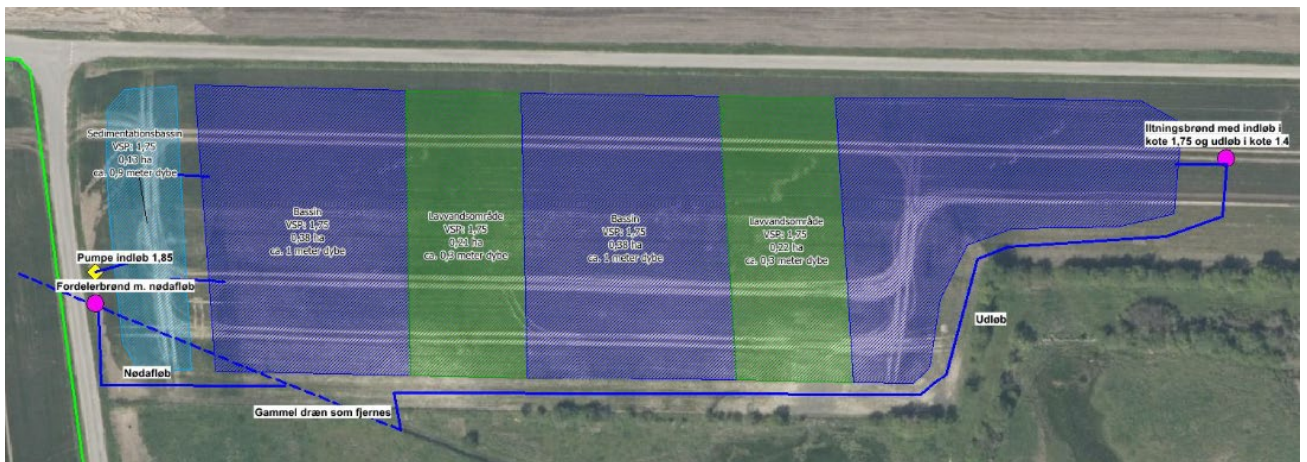 Sedimentationsbassin
VSP: 1,75
0,13 ha
ca. 0,9 meter dybe
Pumpe indløb 1,85
Fordelerbrønd m. nødafløb
Nødafløb
Gammel dræn som fjernes
Bassin
VSP: 1,75
0,38 ha
ca. 1 meter dybe
Lavvandsområde
VSP: 1,75
0,21 ha
ca. 0,3 meter dybe
Bassin
VSP: 1,75
0,38 ha
ca. 1 meter dybe
Lavvandsområde
VSP: 1,75
0,22 ha
ca. 0,3 meter dybe
Iltningsbrønd med indløb i
kote 1,75 og udløb i kote 1.4
Udløb